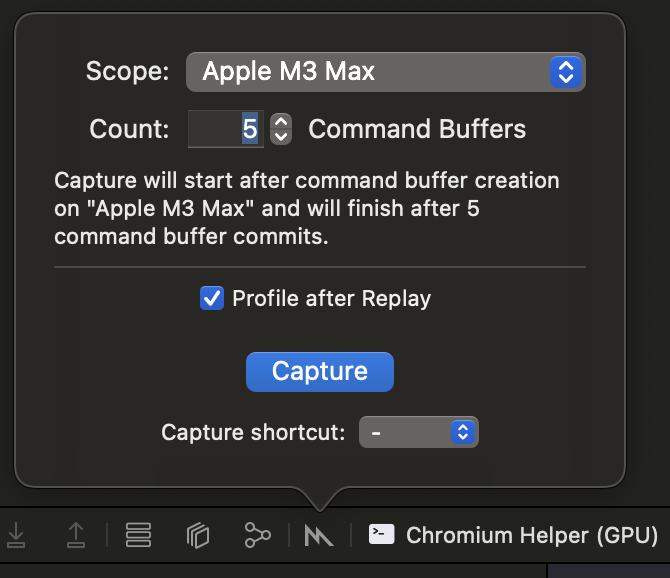 Scope: Apple M3 Max
Count: 5 Command Buffers
Capture will start after command buffer creation
on "Apple M3 Max" and will finish after 5
command buffer commits.
Profile after Replay
Capture
Capture shortcut: -
Chromium Helper (GPU)